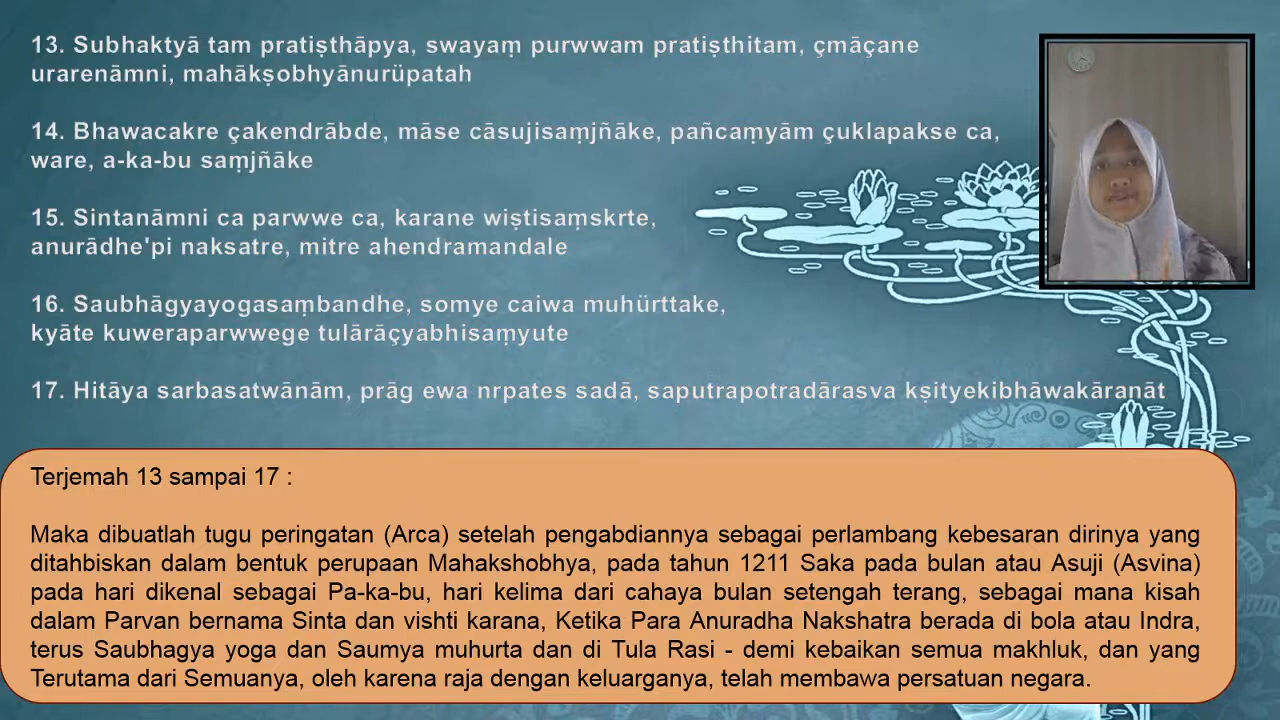 13. Subhaktyā tam pratiṣthāpya, swayaṃ purwwam pratiṣthitam, çmāçane
urarenāmni, mahākṣobhyānurüpatah
14. Bhawacakre çakendrābde, māse cāsujisaṃjñāke, pañcaṃyām çuklapakse ca,
ware, a-ka-bu saṃjñāke
15. Sintanāmni ca parwwe ca, karane wiṣtisaṃskrte,
anurādhe'pi naksatre, mitre ahendramandale
16. Saubhāgyayogasaṃbandhe, somye caiwa muhürttake,
kyāte kuweraparwwege tulārāçyabhisaṃyute
17. Hitāya sarbasatwānām, prāg ewa nrpates sadā, saputrapotradārasva kṣityekibhāwakāranāt
Terjemah 13 sampai 17 :
Maka dibuatlah tugu peringatan (Arca) setelah pengabdiannya sebagai perlambang kebesaran dirinya yang
ditahbiskan dalam bentuk perupaan Mahakshobhya, pada tahun 1211 Saka pada bulan atau Asuji (Asvina)
pada hari dikenal sebagai Pa-ka-bu, hari kelima dari cahaya bulan setengah terang, sebagai mana kisah
dalam Parvan bernama Sinta dan vishti karana, Ketika Para Anuradha Nakshatra berada di bola atau Indra,
terus Saubhagya yoga dan Saumya muhurta dan di Tula Rasi - demi kebaikan semua makhluk, dan yang
Terutama dari Semuanya, oleh karena raja dengan keluarganya, telah membawa persatuan negara.